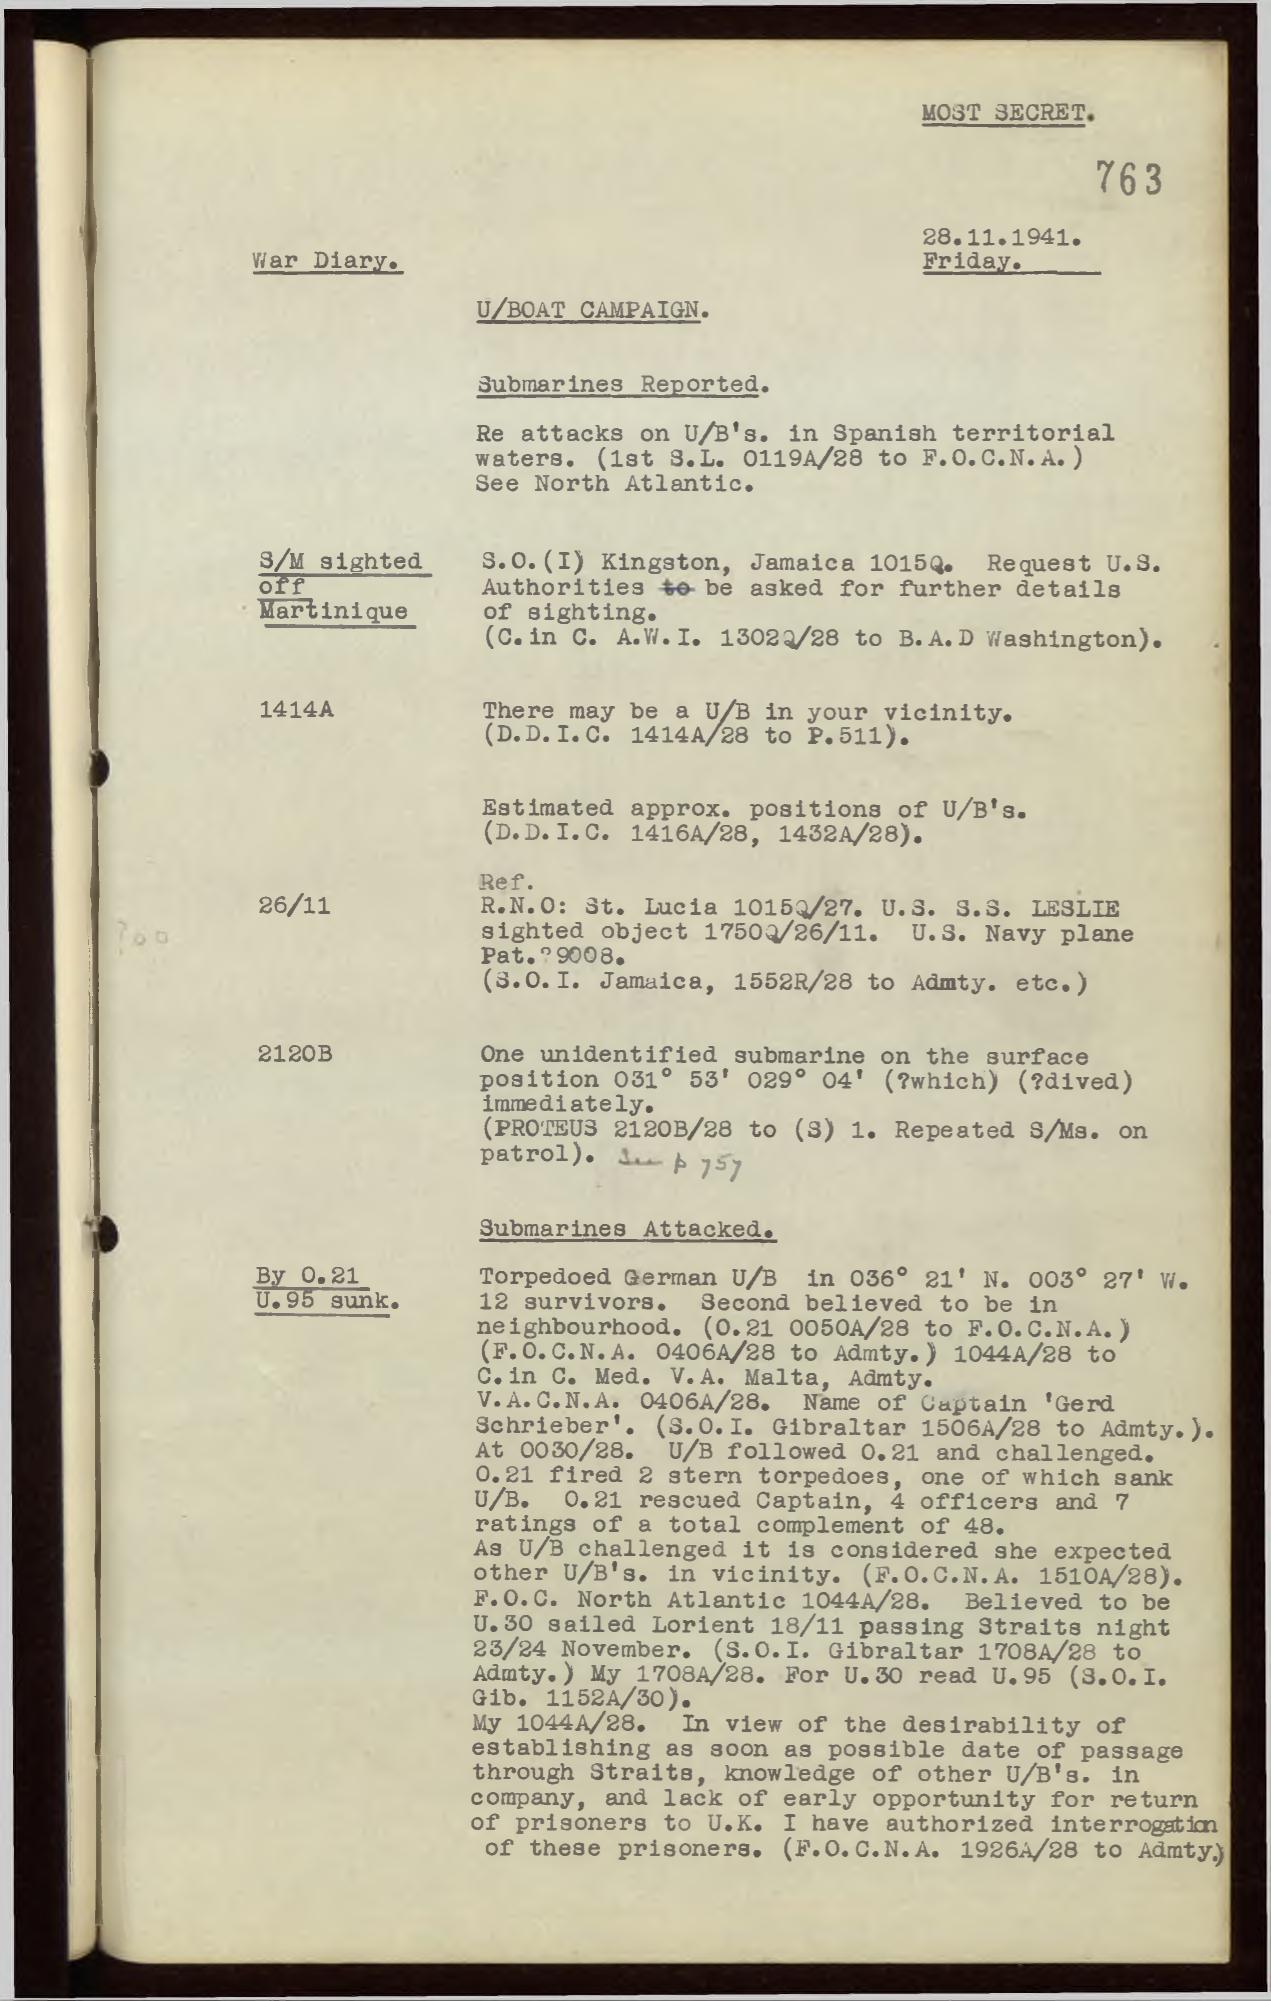 MOST SECRET.
763
28.11.1941.
Friday.
War Diary.
U/BOAT CAMPAIGN.
Submarines Reported.
Re attacks on U/B's. in Spanish territorial
waters. (1st S.L. 0119A/28 to F.O.C.N.A.)
See North Atlantic.
S/M sighted
off
Martinique
S.O.(I) Kingston, Jamaica 1015Q. Request U.S.
Authorities to be asked for further details
of sighting.
(C.in C. A.W.I. 1302Q/28 to B.A.D Washington).
1414A
There may be a U/B in your vicinity.
(D.D.I.C. 1414A/28 to P.511).
Estimated approx. positions of U/B's.
(D.D.I.C. 1416A/28, 1432A/28).
Ref.
26/11
R.N.O: St. Lucia 1015Q/27. U.S. S.S. LESLIE
sighted object 1750Q/26/11. U.S. Navy plane
Pat.?9008.
(S.O.I. Jamaica, 1552R/28 to Admty. etc.)
2120B
One unidentified submarine on the surface
position 031° 53' 029° 04' (?which) (?dived)
immediately.
(PROTEUS 2120B/28 to (S) 1. Repeated S/Ms. on
patrol). See p 757
Submarines Attacked.
By O.21
U.95 sunk.
Torpedoed German U/B in 036° 21' N. 003° 27' W.
12 survivors. Second believed to be in
neighbourhood. (O.21 0050A/28 to F.O.C.N.A.)
(F.O.C.N.A. 0406A/28 to Admty.) 1044A/28 to
C.in C. Med. V.A. Malta, Admty.
V.A.C.N.A. 0406A/28. Name of Captain 'Gerd
Schrieber'. (S.O.I. Gibraltar 1506A/28 to Admty.).
At 0030/28. U/B followed O.21 and challenged.
O.21 fired 2 stern torpedoes, one of which sank
U/B. O.21 rescued Captain, 4 officers and 7
ratings of a total complement of 48.
As U/B challenged it is considered she expected
other U/B's. in vicinity. (F.O.C.N.A. 1510A/28).
F.O.C. North Atlantic 1044A/28. Believed to be
U.30 sailed Lorient 18/11 passing Straits night
23/24 November. (S.O.I. Gibraltar 1708A/28 to
Admty.) My 1708A/28. For U.30 read U.95 (S.O.I.
Gib. 1152A/30).
My 1044A/28. In view of the desirability of
establishing as soon as possible date of passage
through Straits, knowledge of other U/B's. in
company, and lack of early opportunity for return
of prisoners to U.K. I have authorized interrogation
of these prisoners. (F.O.C.N.A. 1926A/28 to Admty.)